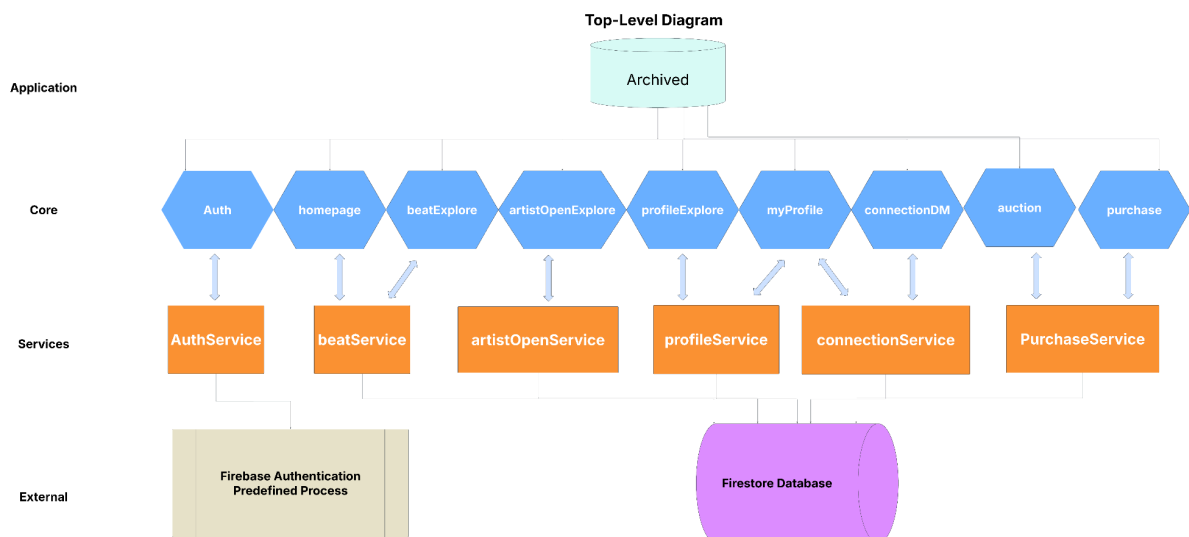 Top-Level Diagram
Application
Archived
Core
Auth
homepage
beatExplore
artistOpenExplore
profileExplore
myProfile
connectionDM
auction
purchase
Services
AuthService
beatService
artistOpenService
profileService
connectionService
PurchaseService
External
Firebase Authentication
Predefined Process
Firestore Database